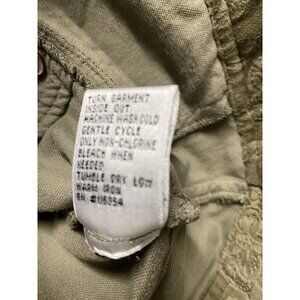 TURN GARMENT
INSIDE OUT
MACHINE WASH COLD
GENTLE CYCLE
ONLY NON-CHLORINE
BLEACH WHEN
NEEDED
TUMBLE DRY LOW
WARM IRON
RN #116054